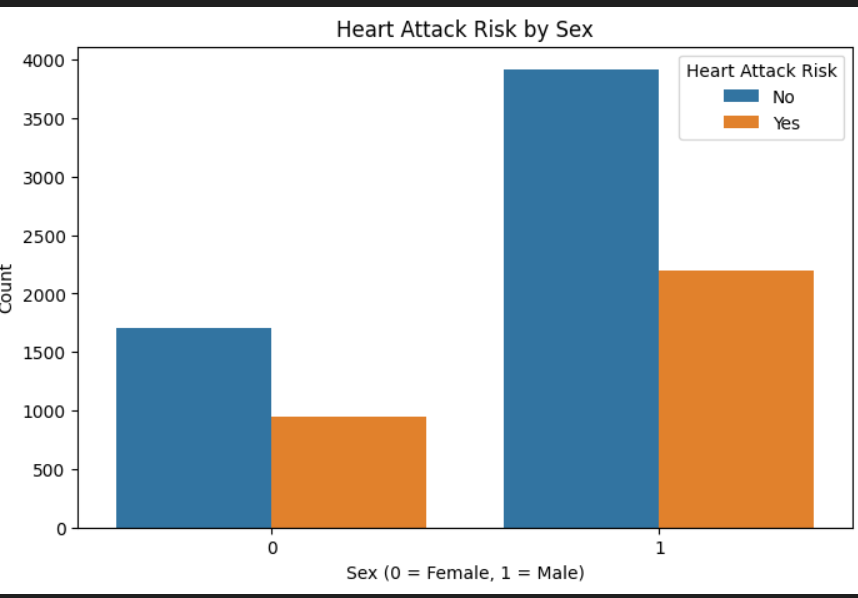 Heart Attack Risk by Sex
4000
3500
3000
2500
2000
1500
1000
500
0
Count
Heart Attack Risk
No
Yes
0 1
Sex (0 = Female, 1 = Male)